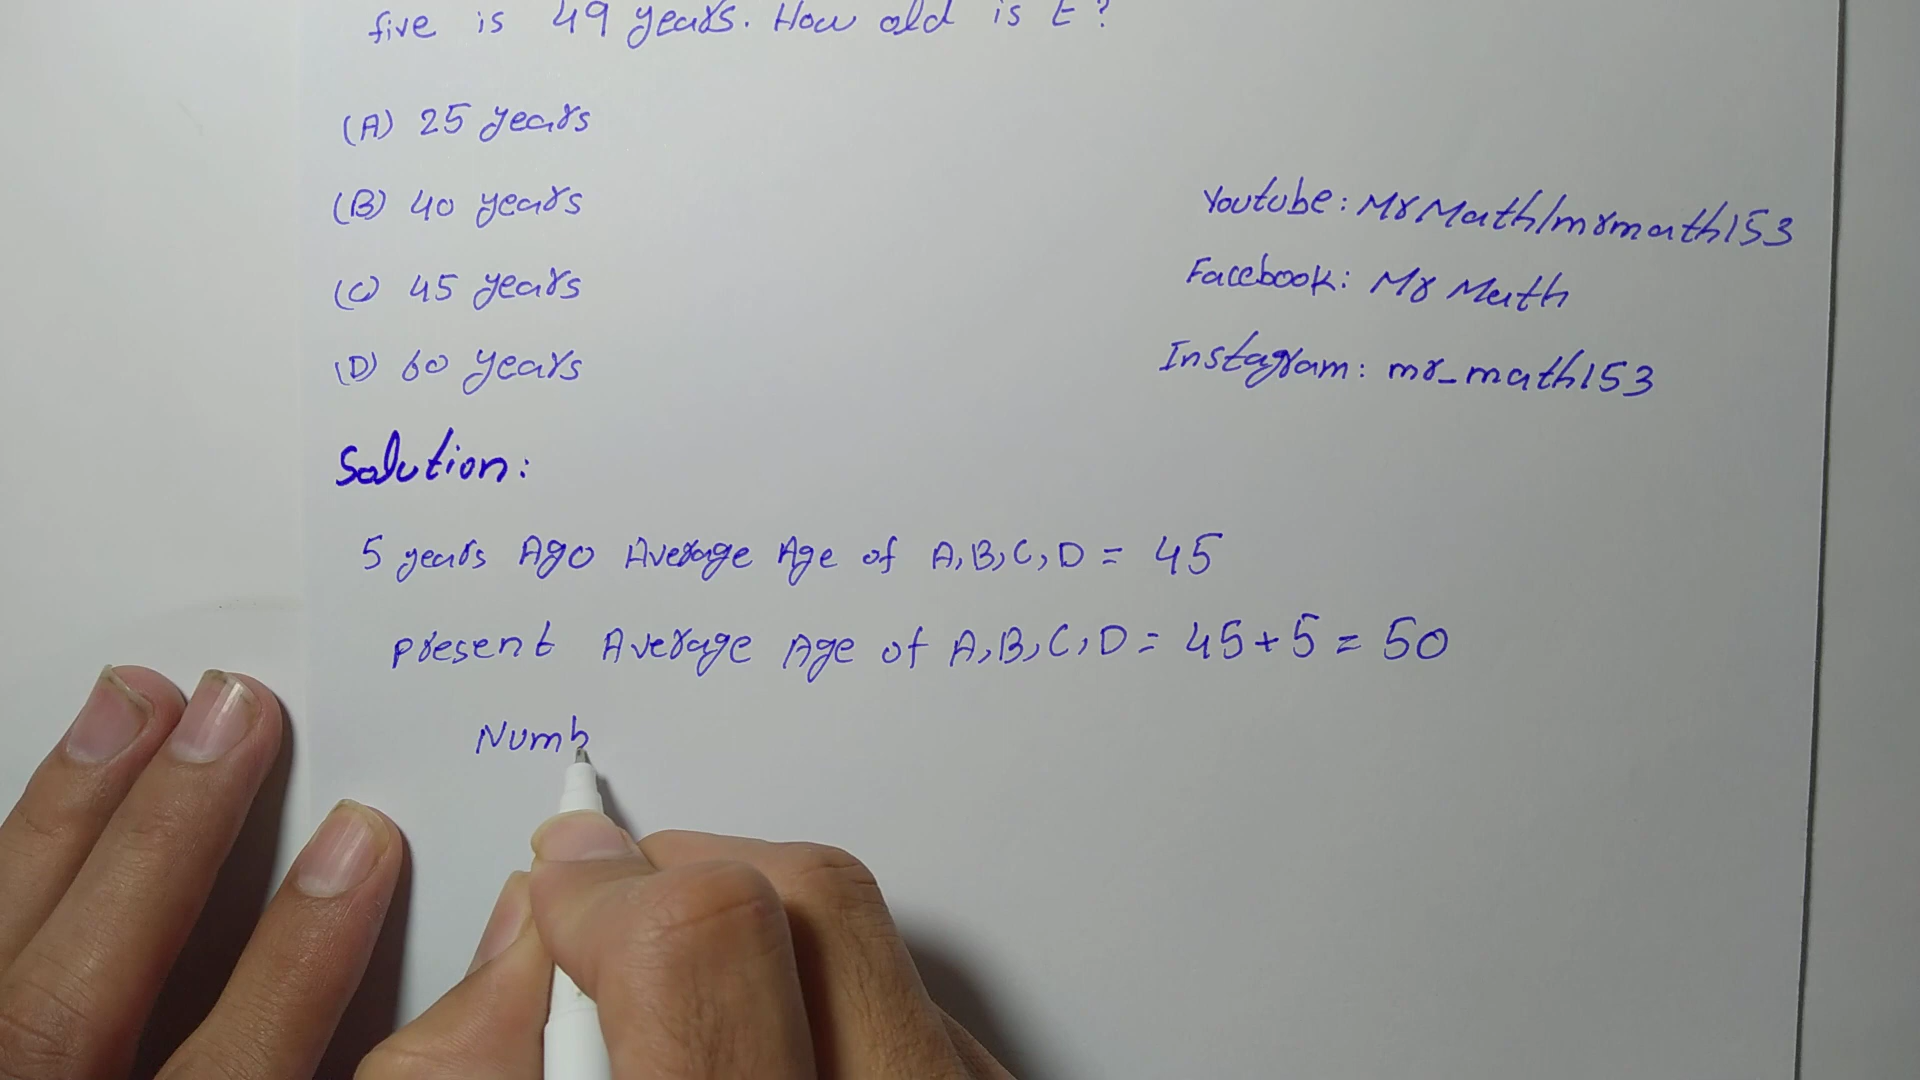 five is 49 years. How old is E?
(A) 25 years
(B) 40 years
(C) 45 years
(D) 60 years
Youtube: Mr Math/mrmath153
Facebook: Mr Math
Instagram: mr_math153
Solution:
5 years Ago Average Age of A,B,C,D = 45
present Average Age of A,B,C,D = 45+5 = 50
Numb